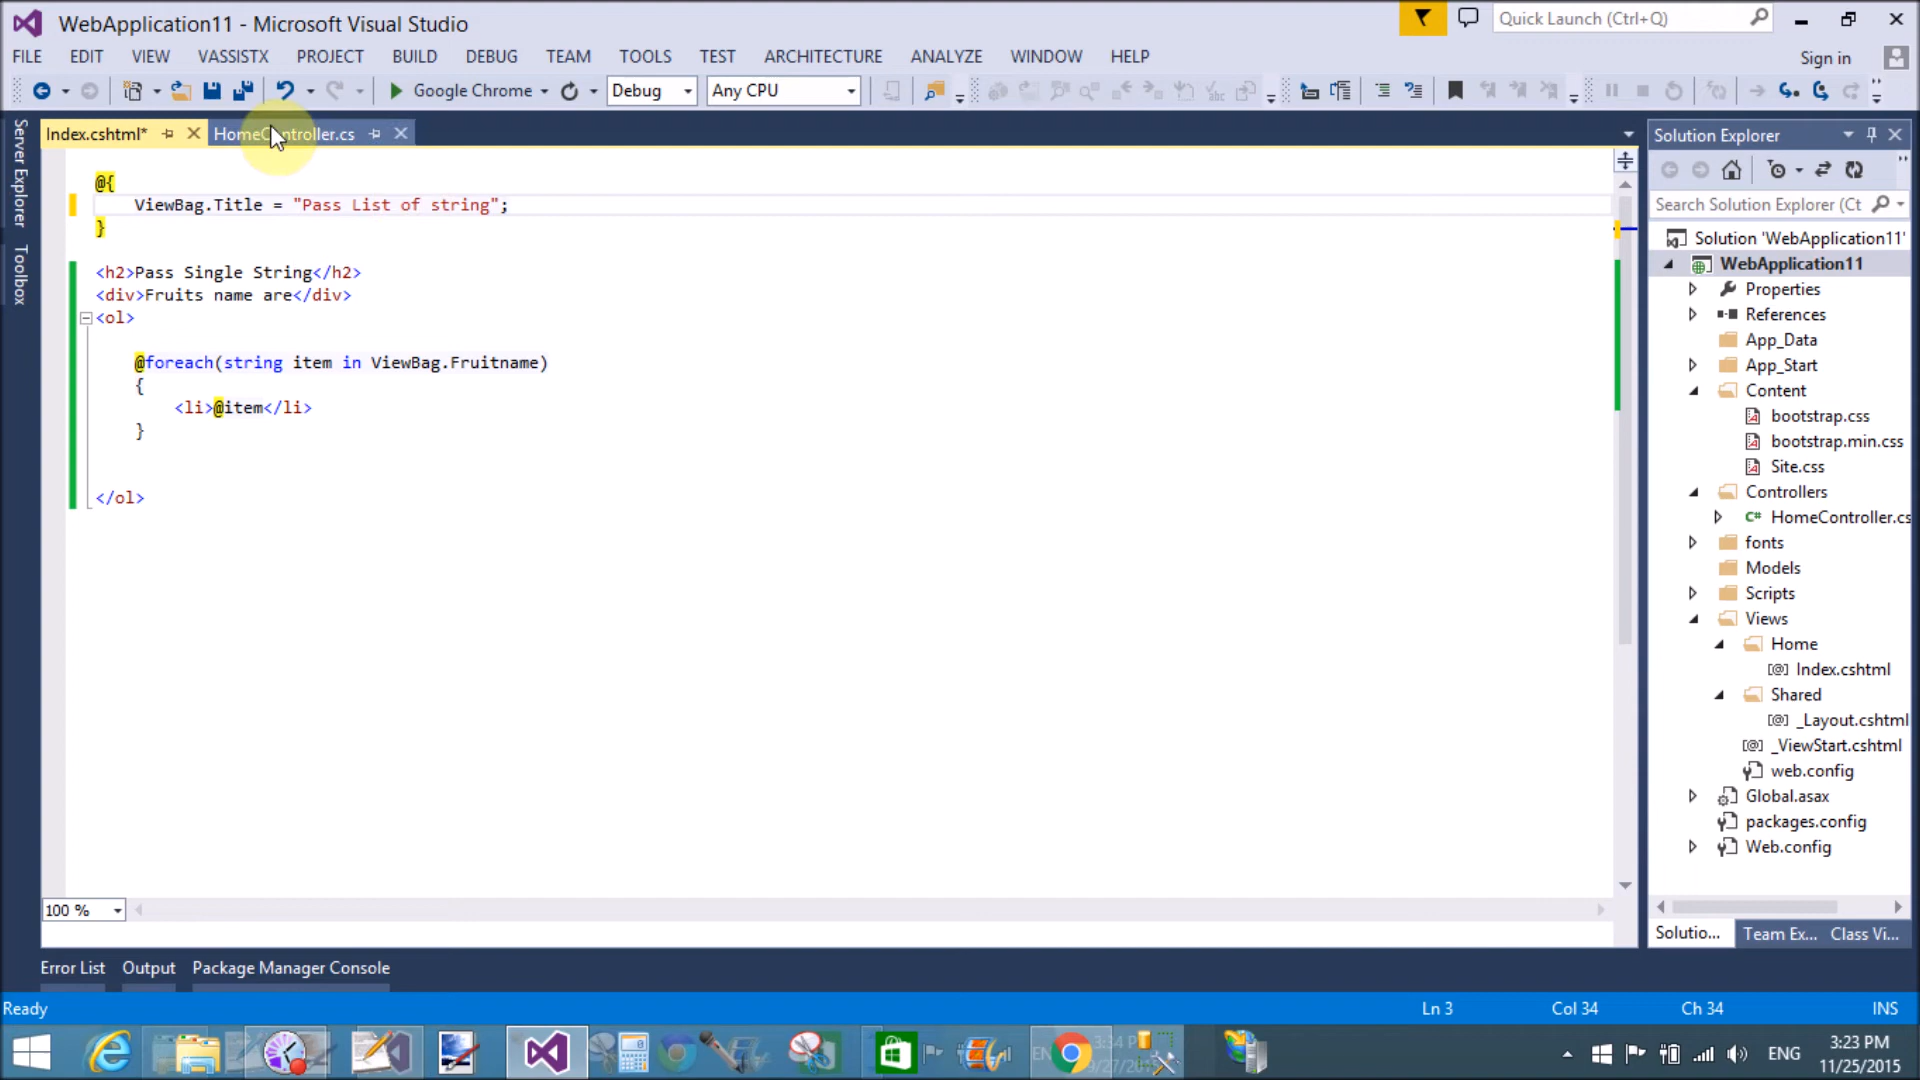 WebApplication11 - Microsoft Visual Studio
Quick Launch (Ctrl+Q)
FILE EDIT VIEW VASSISTX PROJECT BUILD DEBUG TEAM TOOLS TEST ARCHITECTURE ANALYZE WINDOW HELP
Sign in
Google Chrome Debug Any CPU
Server Explorer
Toolbox
Index.cshtml* HomeController.cs
@{
ViewBag.Title = "Pass List of string";
}
<h2>Pass Single String</h2>
<div>Fruits name are</div>
<ol>
@foreach(string item in ViewBag.Fruitname)
{
<li>@item</li>
}
</ol>
100 %
Solution Explorer
Search Solution Explorer (Ct
Solution 'WebApplication11'
WebApplication11
Properties
References
App_Data
App_Start
Content
bootstrap.css
bootstrap.min.css
Site.css
Controllers
HomeController.cs
fonts
Models
Scripts
Views
Home
Index.cshtml
Shared
_Layout.cshtml
_ViewStart.cshtml
web.config
Global.asax
packages.config
Web.config
Solutio... Team Ex... Class Vi...
Error List Output Package Manager Console
Ready Ln 3 Col 34 Ch 34 INS
ENG 3:23 PM
11/25/2015